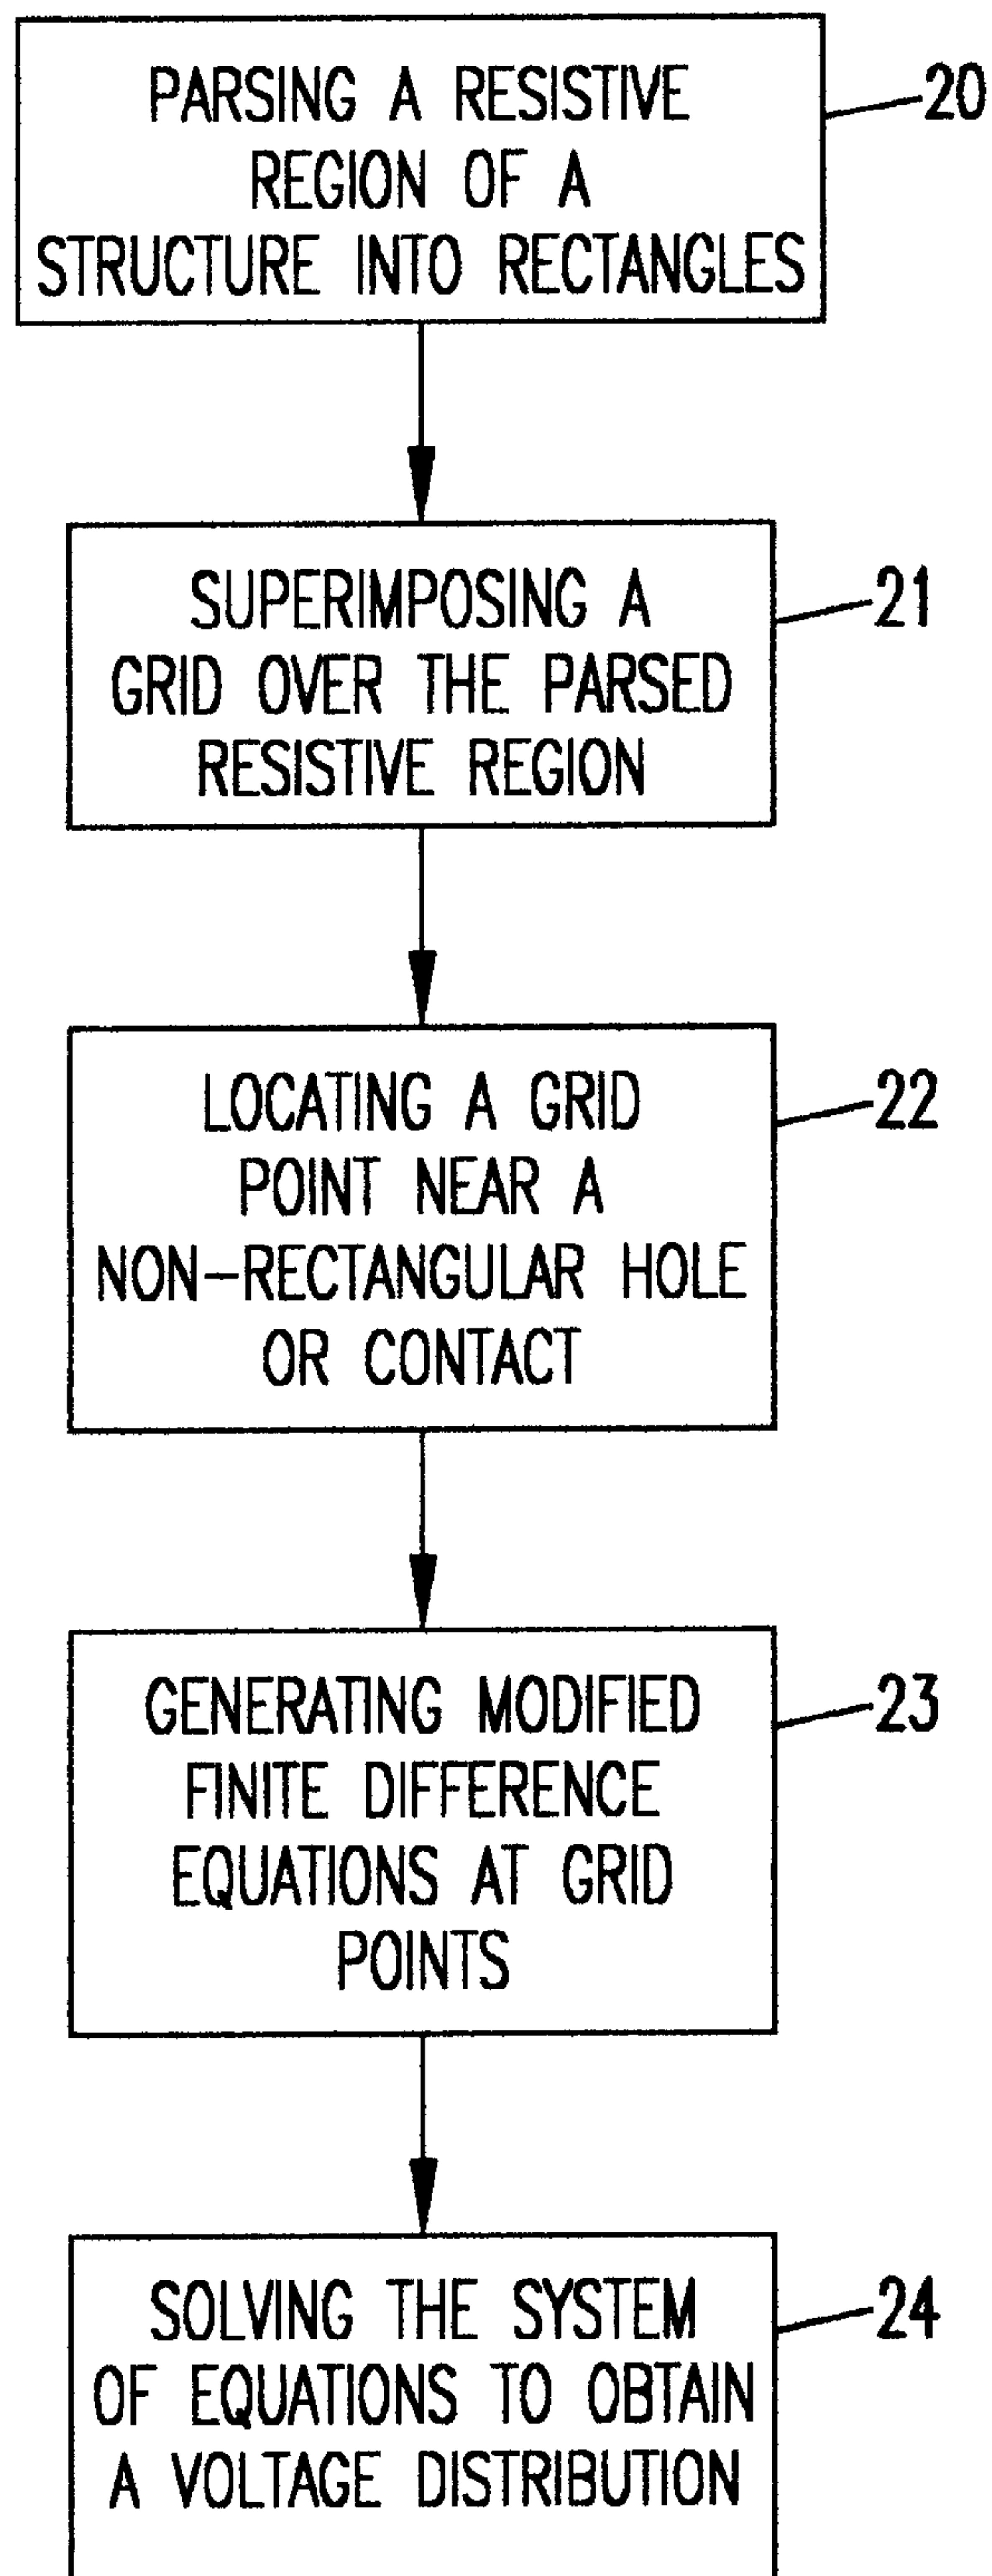 PARSING A RESISTIVE
REGION OF A
STRUCTURE INTO RECTANGLES
20
SUPERIMPOSING A
GRID OVER THE PARSED
RESISTIVE REGION
21
LOCATING A GRID
POINT NEAR A
NON-RECTANGULAR HOLE
OR CONTACT
22
GENERATING MODIFIED
FINITE DIFFERENCE
EQUATIONS AT GRID
POINTS
23
SOLVING THE SYSTEM
OF EQUATIONS TO OBTAIN
A VOLTAGE DISTRIBUTION
24